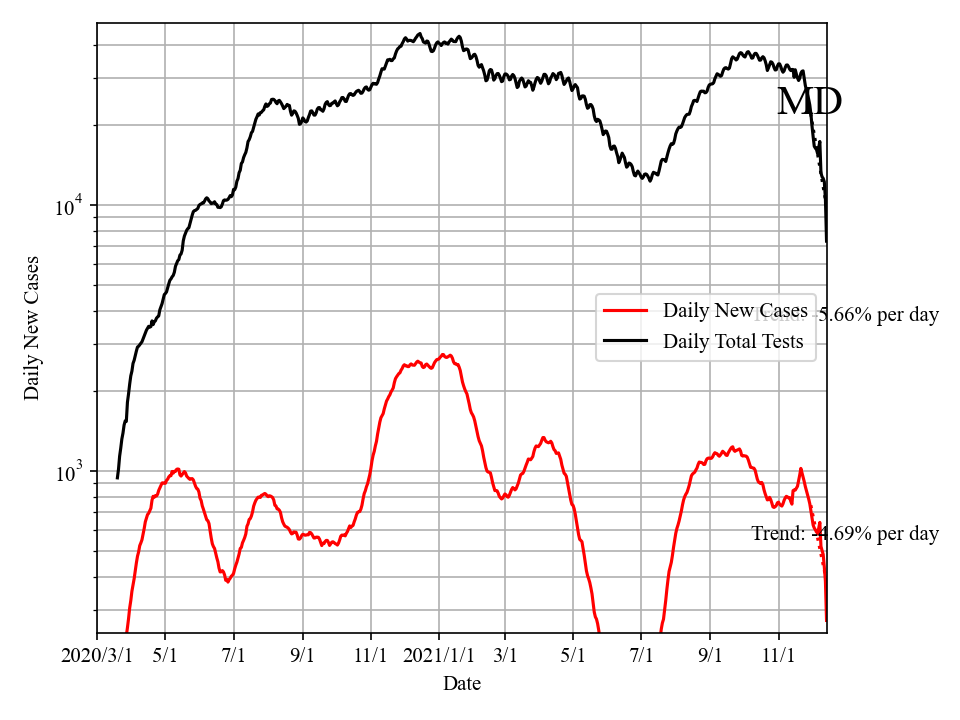 MD
10^4
Daily New Cases
Daily New Cases
Trend: -5.66% per day
Daily Total Tests
10^3
Trend: -4.69% per day
2020/3/1 5/1 7/1 9/1 11/1 2021/1/1 3/1 5/1 7/1 9/1 11/1
Date